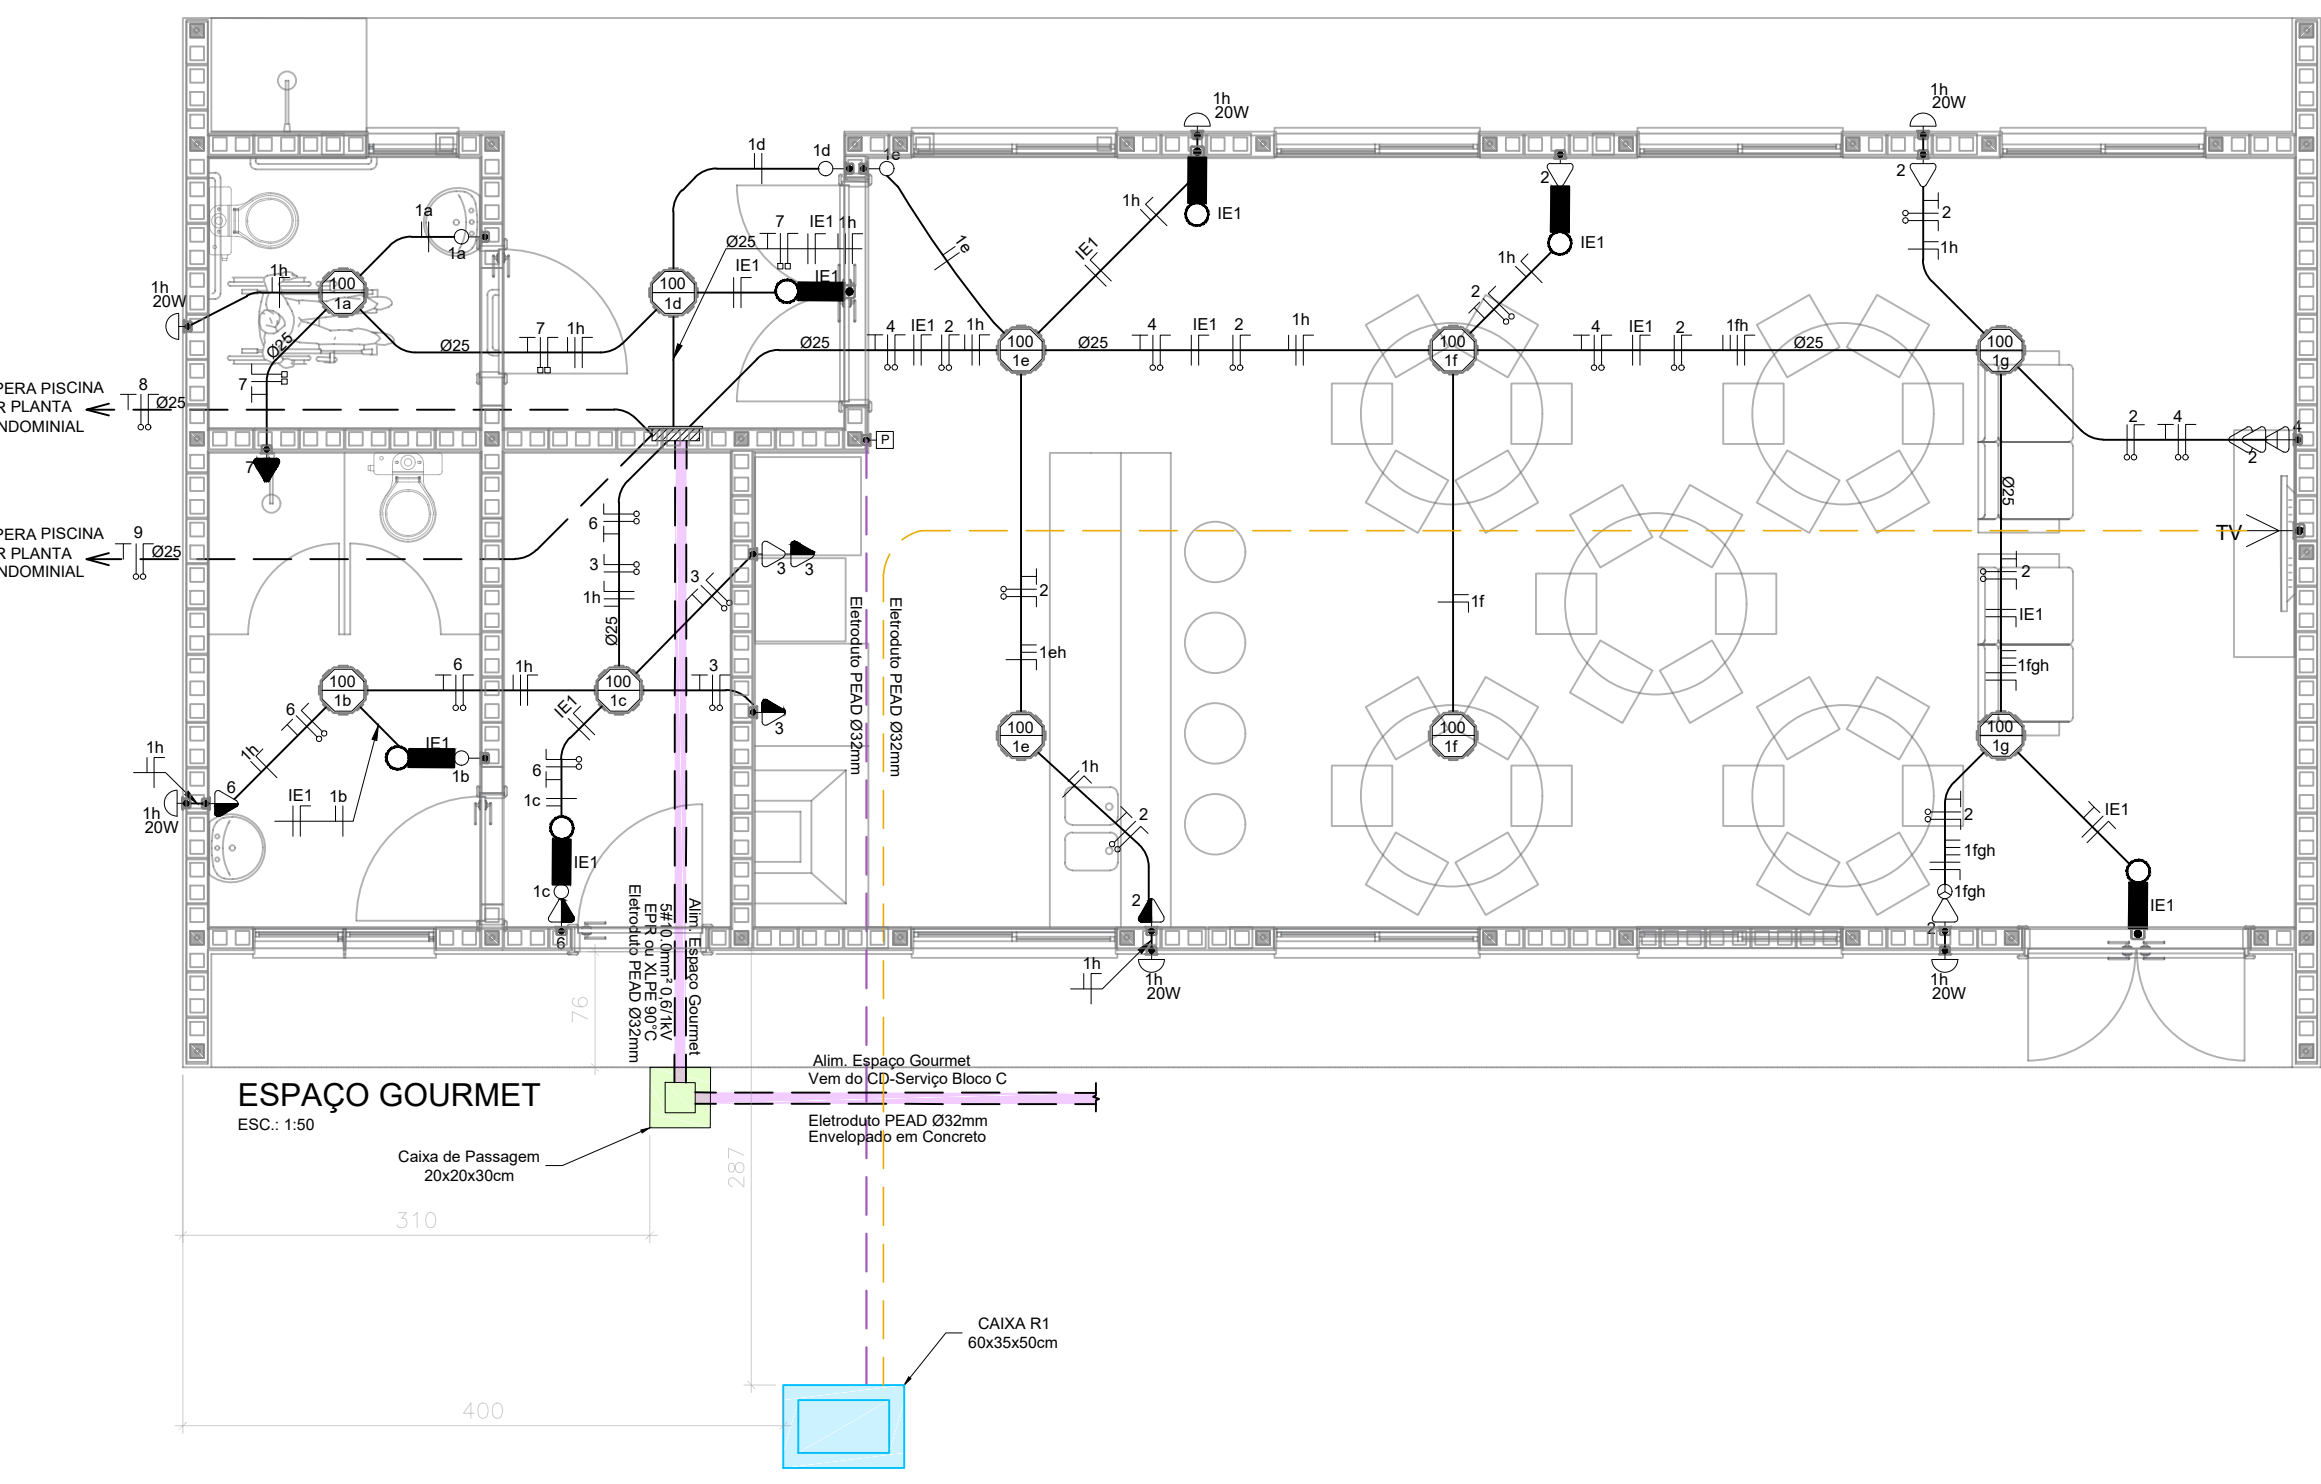 1h
20W
1h
20W
1d
1d
1e
2
2
IE1
IE1
1a
1a
7
IE1
1h
Ø25
IE1
IE1
1h
IE1
1e
1h
2
2
1h
1h
20W
1h
100
1a
100
1d
Ø25
Ø25
7
1h
Ø25
4
IE1
2
1h
100
1e
Ø25
4
IE1
2
1h
100
1f
4
IE1
2
1fh
Ø25
100
1g
7
PERA PISCINA
R PLANTA
NDOMINIAL
8
Ø25
P
2
4
4
2
7
Ø25
PERA PISCINA
R PLANTA
NDOMINIAL
9
Ø25
6
3
1h
Ø25
3
3
3
TV
2
IE1
1fgh
2
1eh
1f
Eletroduto PEAD Ø32mm
Eletroduto PEAD Ø32mm
100
1b
6
1h
100
1c
3
3
6
1h
IE1
1h
1h
20W
6
IE1
1b
IE1
1b
6
1c
IE1
1c
6
100
1e
1h
2
2
100
1f
100
1g
2
1fgh
1fgh
2
IE1
IE1
Alim. Espaço Gourmet
5#10.0mm² 0,6/1kV
EPR ou XLPE 90°C
Eletroduto PEAD Ø32mm
1h
1h
20W
1h
20W
76
ESPAÇO GOURMET
ESC.: 1:50
Alim. Espaço Gourmet
Vem do CD-Serviço Bloco C
Eletroduto PEAD Ø32mm
Envelopado em Concreto
Caixa de Passagem
20x20x30cm
287
310
CAIXA R1
60x35x50cm
400